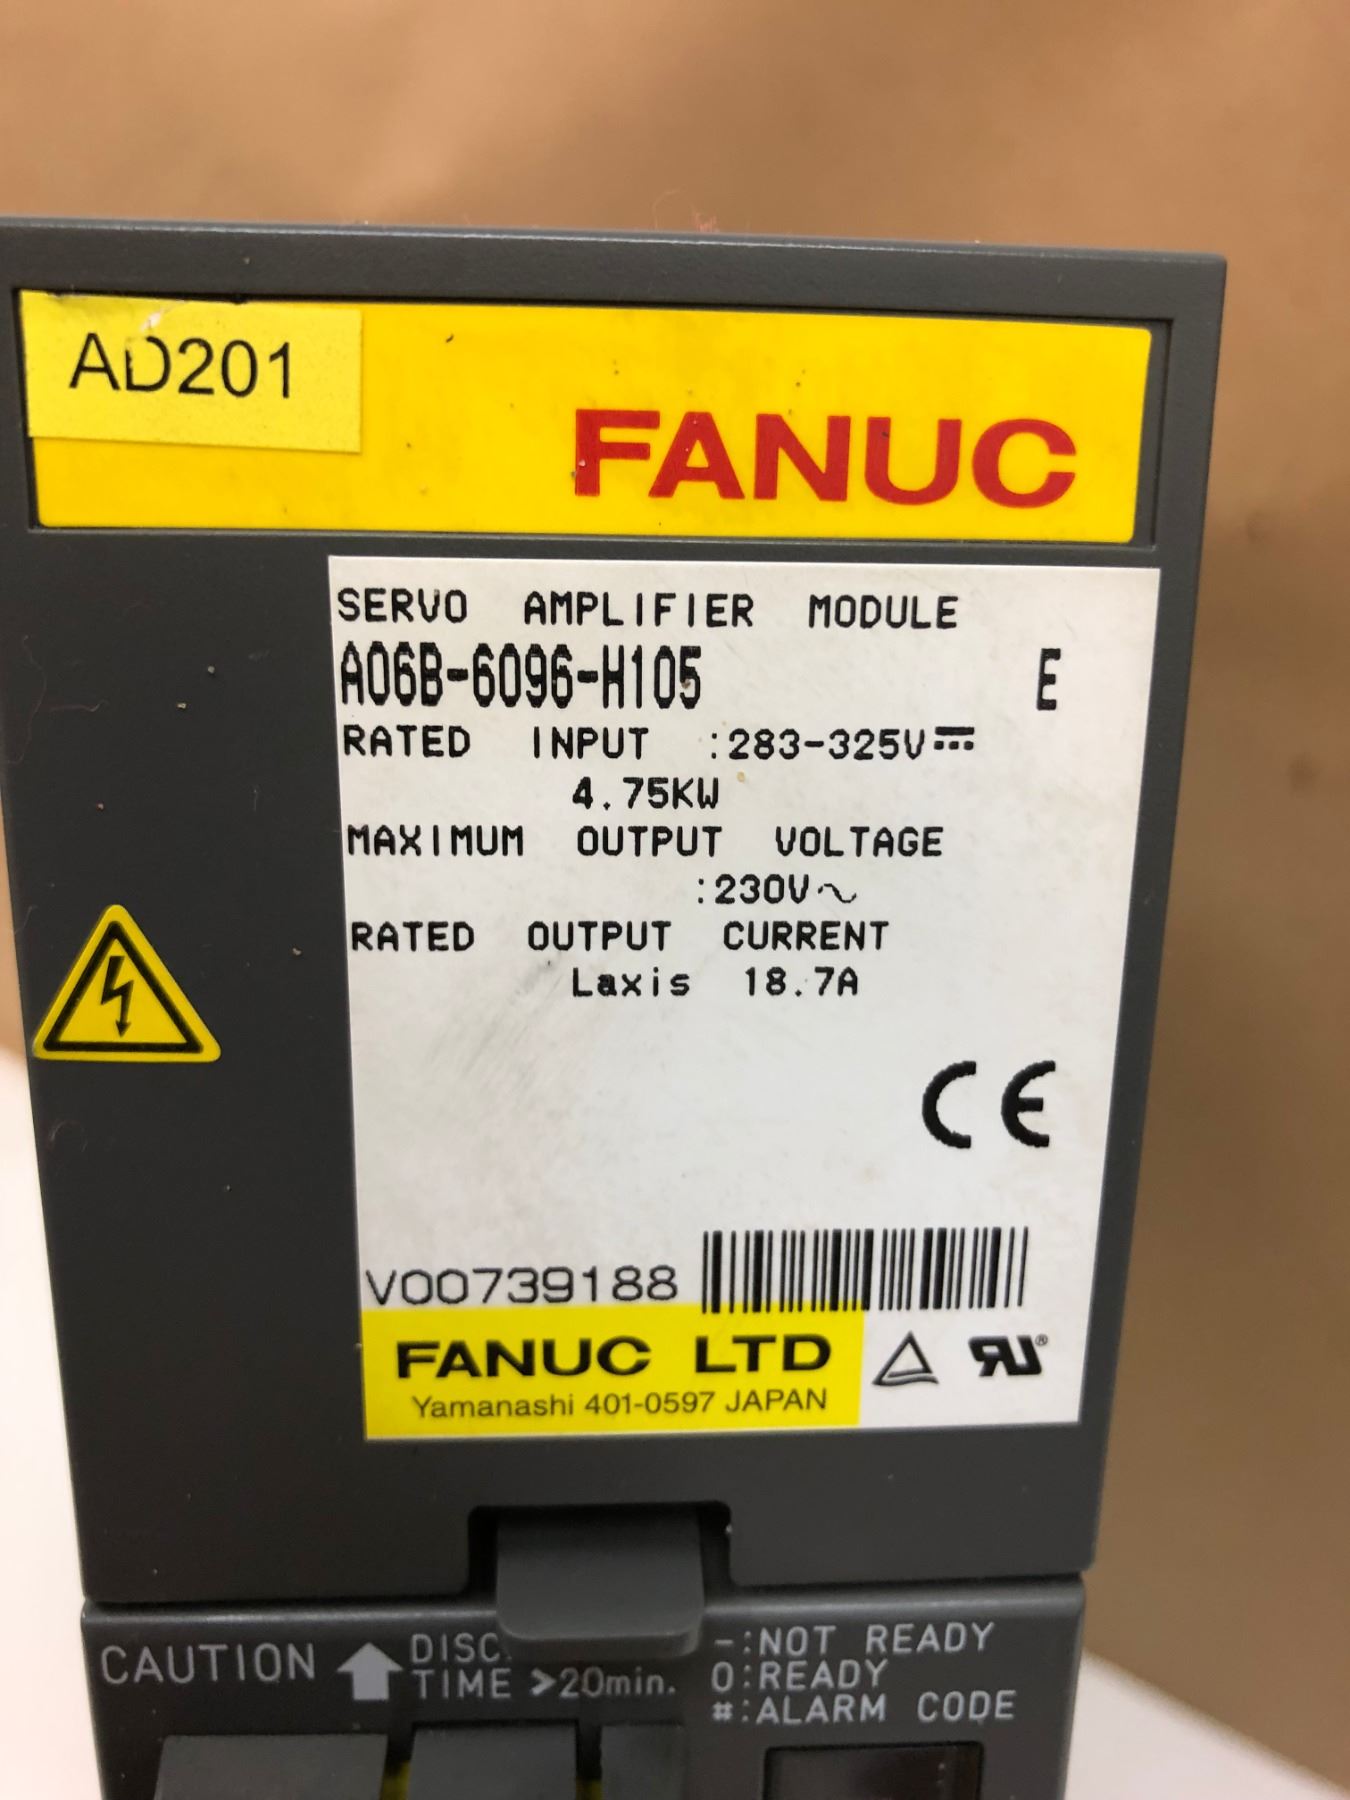 AD201
FANUC
SERVO AMPLIFIER MODULE
A06B-6096-H105 E
RATED INPUT :283-325V⎓
4.75KW
MAXIMUM OUTPUT VOLTAGE
:230V~
RATED OUTPUT CURRENT
Laxis 18.7A
CE
V00739188
FANUC LTD
Yamanashi 401-0597 JAPAN
RU®
CAUTION
TIME >20min.
-:NOT READY
0:READY
#:ALARM CODE